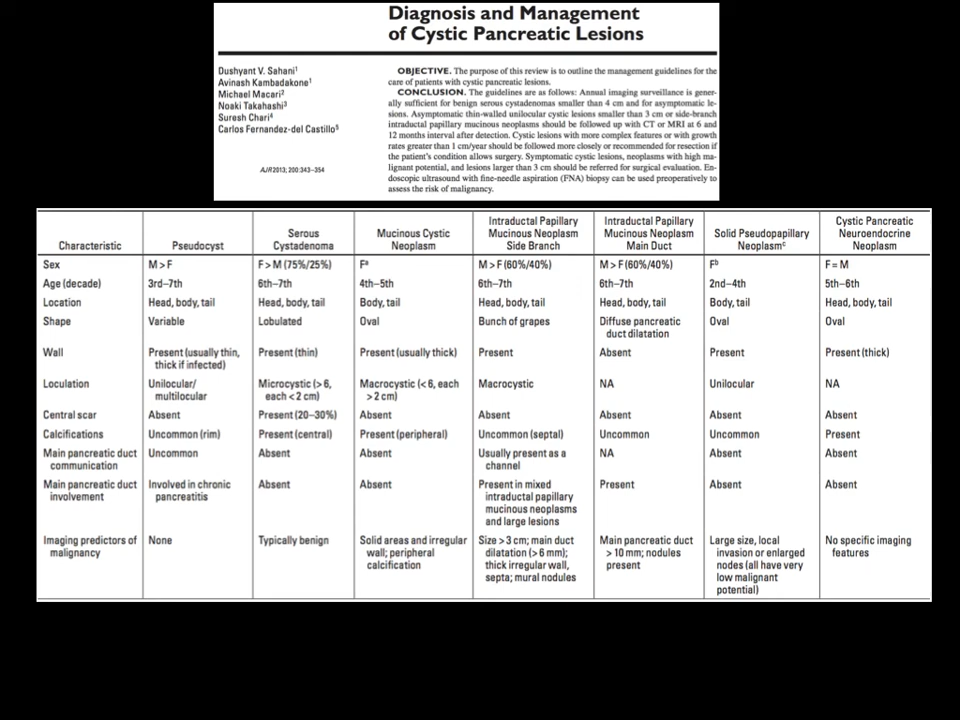 Diagnosis and Management
of Cystic Pancreatic Lesions
Dushyant V. Sahani¹
Avinash Kambadakone¹
Michael Macari²
Noaki Takahashi³
Suresh Chari⁴
Carlos Fernandez-del Castillo⁵
AJR 2013; 200:343–354
OBJECTIVE. The purpose of this review is to outline the management guidelines for the
care of patients with cystic pancreatic lesions.
CONCLUSION. The guidelines are as follows: Annual imaging surveillance is gener-
ally sufficient for benign serous cystadenomas smaller than 4 cm and for asymptomatic le-
sions. Asymptomatic thin-walled unilocular cystic lesions smaller than 3 cm or side-branch
intraductal papillary mucinous neoplasms should be followed up with CT or MRI at 6 and
12 months interval after detection. Cystic lesions with more complex features or with growth
rates greater than 1 cm/year should be followed more closely or recommended for resection if
the patient's condition allows surgery. Symptomatic cystic lesions, neoplasms with high ma-
lignant potential, and lesions larger than 3 cm should be referred for surgical evaluation. En-
doscopic ultrasound with fine-needle aspiration (FNA) biopsy can be used preoperatively to
assess the risk of malignancy.
Characteristic | Pseudocyst | Serous Cystadenoma | Mucinous Cystic Neoplasm | Intraductal Papillary Mucinous Neoplasm Side Branch | Intraductal Papillary Mucinous Neoplasm Main Duct | Solid Pseudopapillary Neoplasmᶜ | Cystic Pancreatic Neuroendocrine Neoplasm
Sex | M > F | F > M (75%/25%) | Fᵃ | M > F (60%/40%) | M > F (60%/40%) | Fᵇ | F = M
Age (decade) | 3rd–7th | 6th–7th | 4th–5th | 6th–7th | 6th–7th | 2nd–4th | 5th–6th
Location | Head, body, tail | Head, body, tail | Body, tail | Head, body, tail | Head, body, tail | Body, tail | Head, body, tail
Shape | Variable | Lobulated | Oval | Bunch of grapes | Diffuse pancreatic duct dilatation | Oval | Oval
Wall | Present (usually thin, thick if infected) | Present (thin) | Present (usually thick) | Present | Absent | Present | Present (thick)
Loculation | Unilocular/ multilocular | Microcystic (> 6, each < 2 cm) | Macrocystic (< 6, each > 2 cm) | Macrocystic | NA | Unilocular | NA
Central scar | Absent | Present (20–30%) | Absent | Absent | Absent | Absent | Absent
Calcifications | Uncommon (rim) | Present (central) | Present (peripheral) | Uncommon (septal) | Uncommon | Uncommon | Present
Main pancreatic duct communication | Uncommon | Absent | Absent | Usually present as a channel | NA | Absent | Absent
Main pancreatic duct involvement | Involved in chronic pancreatitis | Absent | Absent | Present in mixed intraductal papillary mucinous neoplasms and large lesions | Present | Absent | Absent
Imaging predictors of malignancy | None | Typically benign | Solid areas and irregular wall; peripheral calcification | Size > 3 cm; main duct dilatation (> 6 mm); thick irregular wall, septa; mural nodules | Main pancreatic duct > 10 mm; nodules present | Large size, local invasion or enlarged nodes (all have very low malignant potential) | No specific imaging features